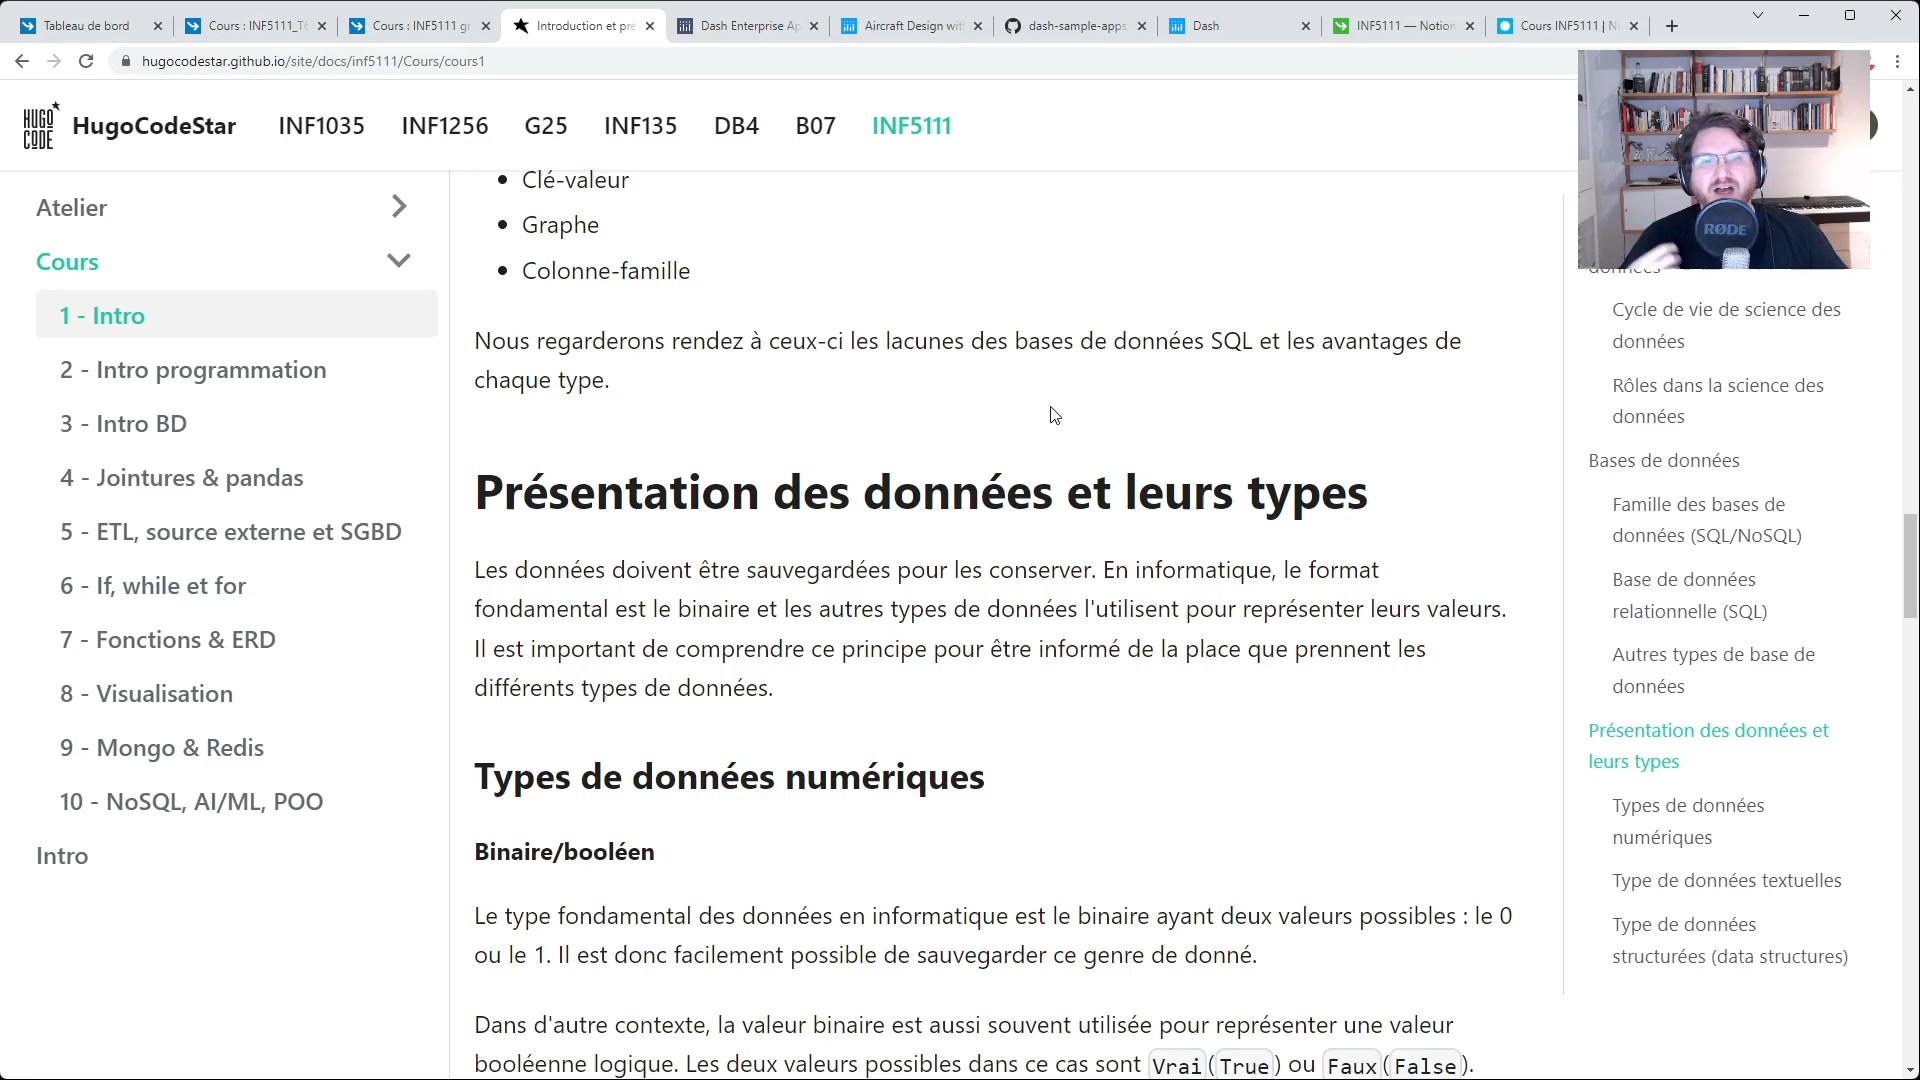 Tableau de bord
Cours : INF5111_T6
Cours : INF5111 gr
Introduction et pré
Dash Enterprise Ap
Aircraft Design wit
dash-sample-apps
Dash
INF5111 — Notion
Cours INF5111 | N
hugocodestar.github.io/site/docs/inf5111/Cours/cours1
HUGO CODE
HugoCodeStar
INF1035
INF1256
G25
INF135
DB4
B07
INF5111
Atelier
Cours
1 - Intro
2 - Intro programmation
3 - Intro BD
4 - Jointures & pandas
5 - ETL, source externe et SGBD
6 - If, while et for
7 - Fonctions & ERD
8 - Visualisation
9 - Mongo & Redis
10 - NoSQL, AI/ML, POO
Intro
Clé-valeur
Graphe
Colonne-famille
Nous regarderons rendez à ceux-ci les lacunes des bases de données SQL et les avantages de
chaque type.
Présentation des données et leurs types
Les données doivent être sauvegardées pour les conserver. En informatique, le format
fondamental est le binaire et les autres types de données l'utilisent pour représenter leurs valeurs.
Il est important de comprendre ce principe pour être informé de la place que prennent les
différents types de données.
Types de données numériques
Binaire/booléen
Le type fondamental des données en informatique est le binaire ayant deux valeurs possibles : le 0
ou le 1. Il est donc facilement possible de sauvegarder ce genre de donné.
Dans d'autre contexte, la valeur binaire est aussi souvent utilisée pour représenter une valeur
booléenne logique. Les deux valeurs possibles dans ce cas sont Vrai(True) ou Faux(False).
RØDE
données
Cycle de vie de science des
données
Rôles dans la science des
données
Bases de données
Famille des bases de
données (SQL/NoSQL)
Base de données
relationnelle (SQL)
Autres types de base de
données
Présentation des données et
leurs types
Types de données
numériques
Type de données textuelles
Type de données
structurées (data structures)